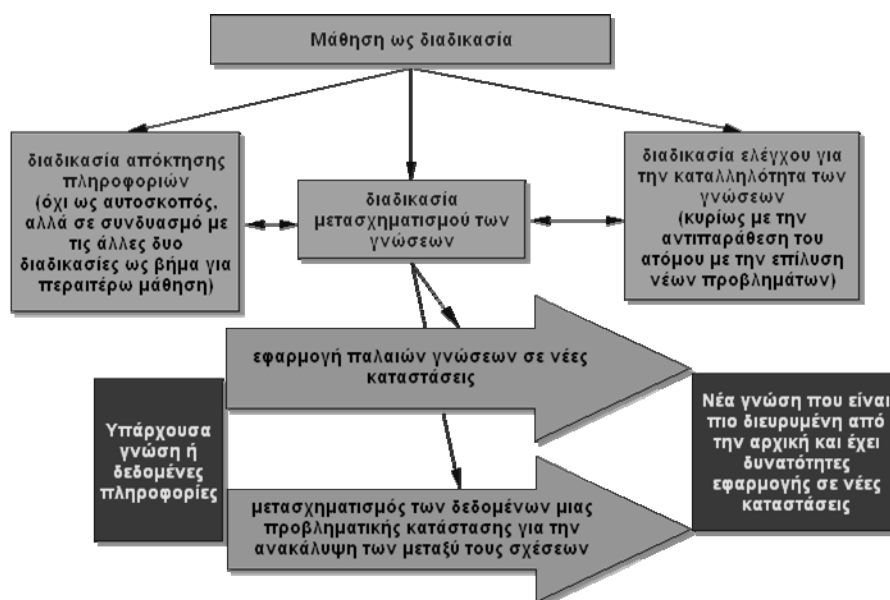 Μάθηση ως διαδικασία
διαδικασία απόκτησης
πληροφοριών
(όχι ως αυτοσκοπός,
αλλά σε συνδυασμό με
τις άλλες δυο
διαδικασίες ως βήμα για
περαιτέρω μάθηση)
διαδικασία
μετασχηματισμού των
γνώσεων
διαδικασία ελέγχου για
την καταλληλότητα των
γνώσεων
(κυρίως με την
αντιπαράθεση του
ατόμου με την επίλυση
νέων προβλημάτων)
εφαρμογή παλαιών γνώσεων σε νέες
καταστάσεις
Υπάρχουσα
γνώση ή
δεδομένες
πληροφορίες
Νέα γνώση που είναι
πιο διευρυμένη από
την αρχική και έχει
δυνατότητες
εφαρμογής σε νέες
καταστάσεις
μετασχηματισμός των δεδομένων μιας
προβληματικής κατάστασης για την
ανακάλυψη των μεταξύ τους σχέσεων